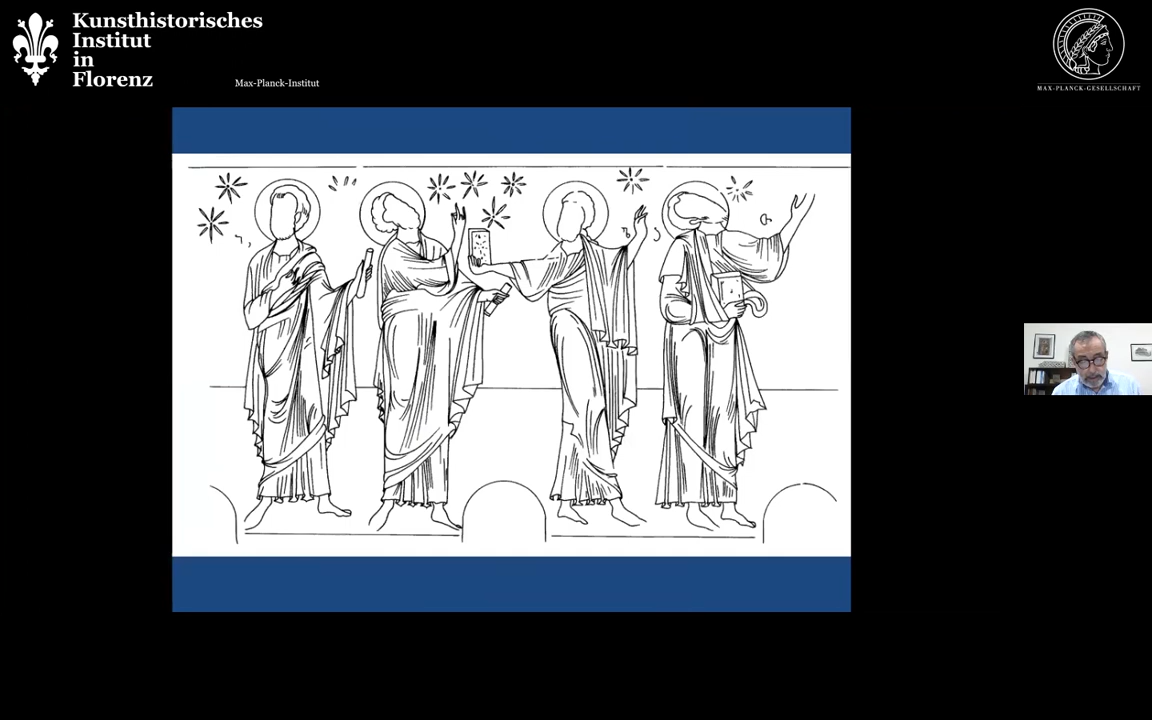 Kunsthistorisches
Institut
in
Florenz
Max-Planck-Institut
MAX-PLANCK-GESELLSCHAFT